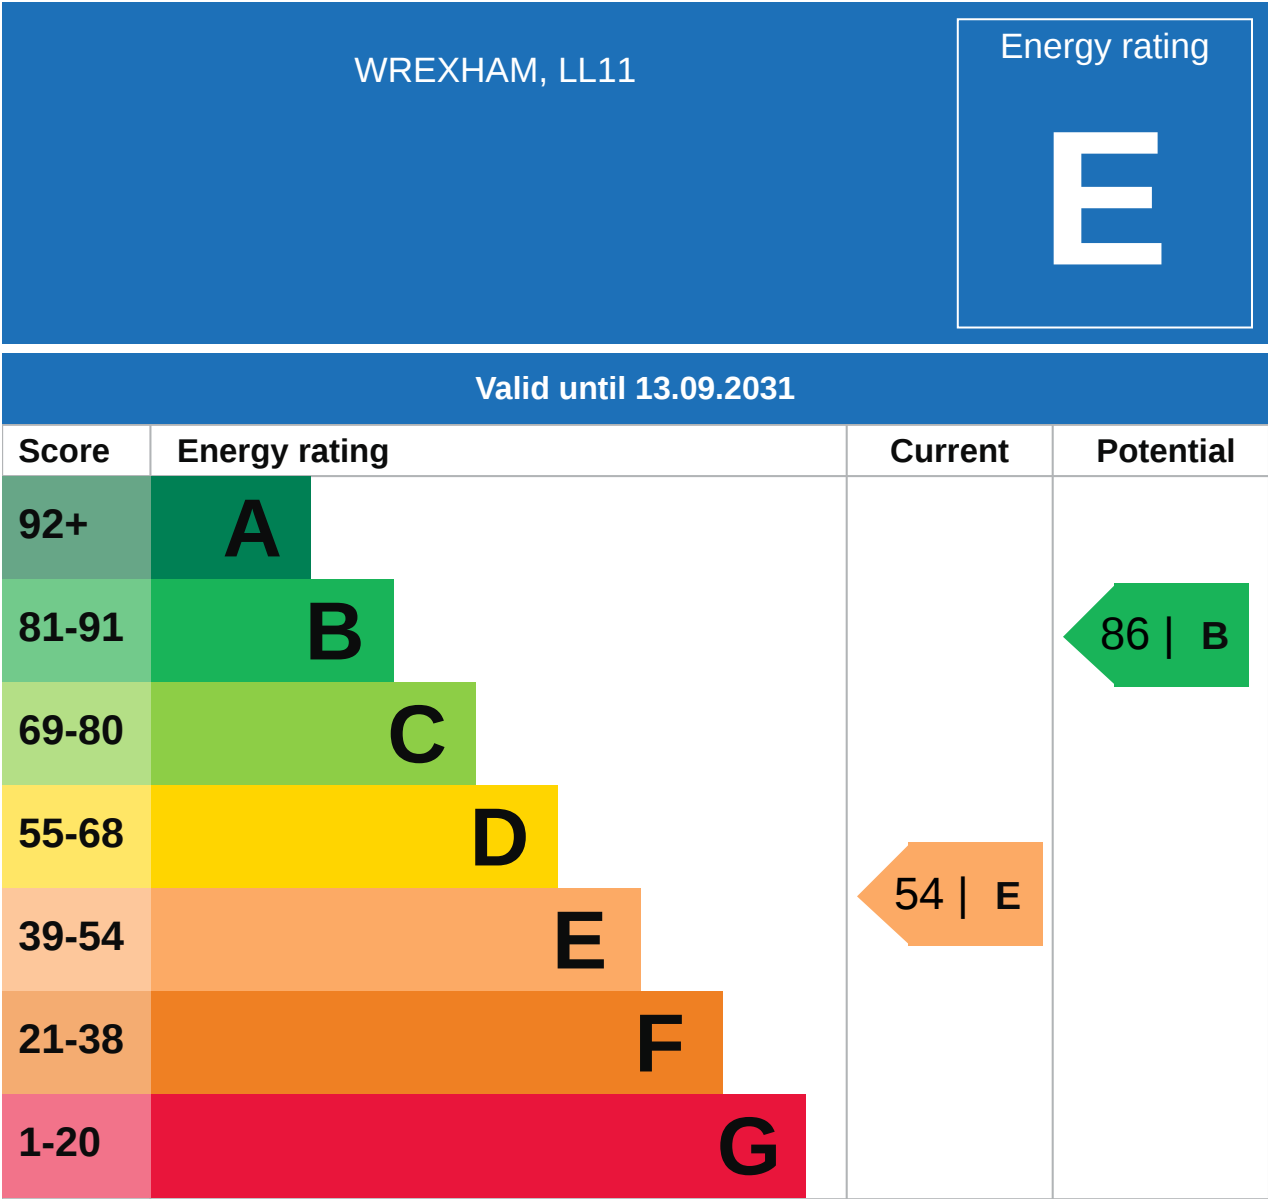 WREXHAM, LL11
Energy rating
E
Valid until 13.09.2031
Score Energy rating Current Potential
92+ A
81-91 B 86 | B
69-80 C
55-68 D
39-54 E 54 | E
21-38 F
1-20 G